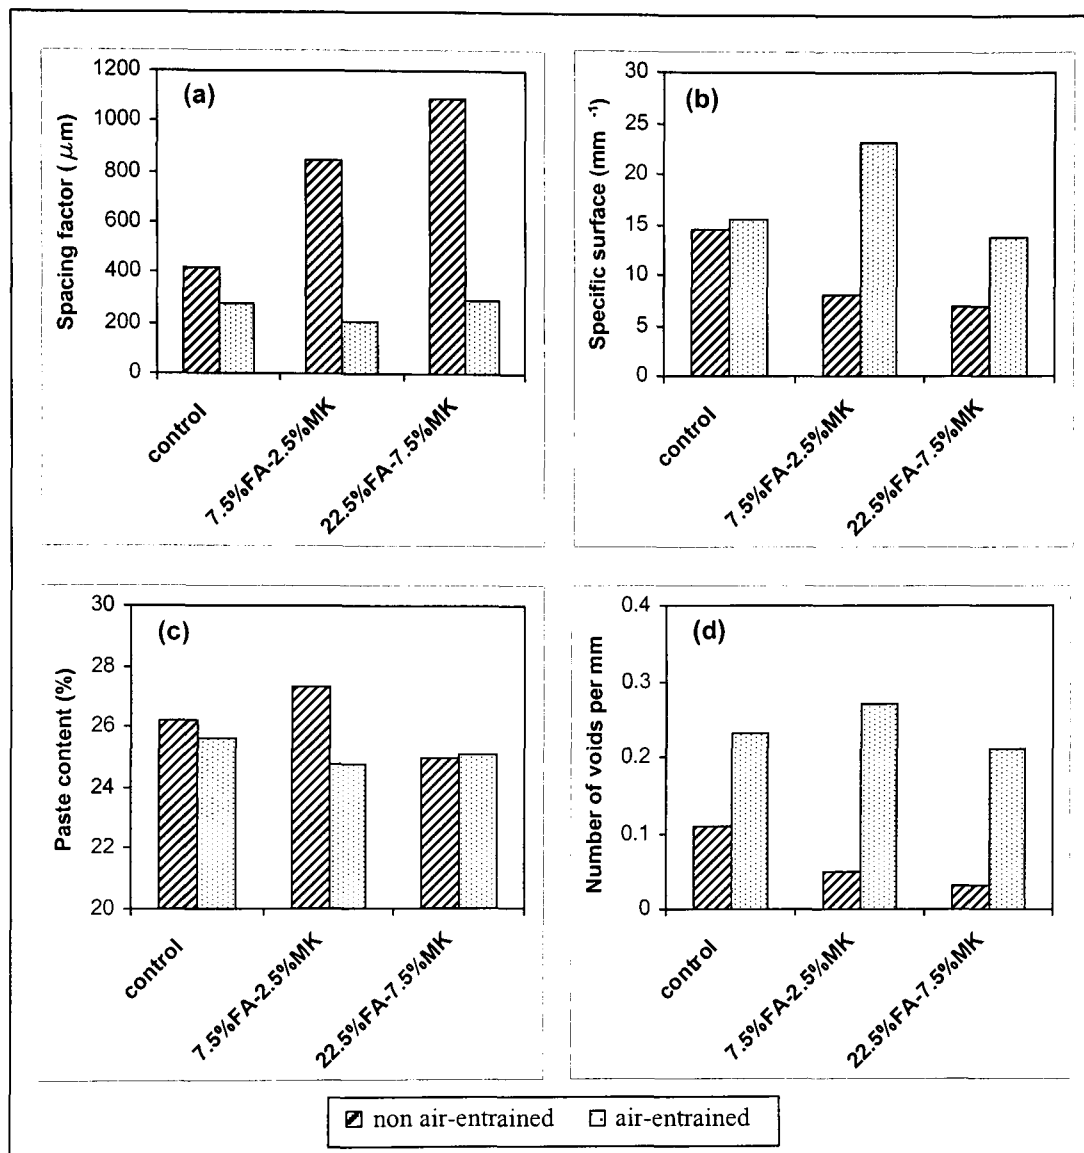 (a)
Spacing factor ( μm)
1200
1000
800
600
400
200
0
control
7.5%FA-2.5%MK
22.5%FA-7.5%MK
(b)
Specific surface (mm ⁻¹)
30
25
20
15
10
5
0
control
7.5%FA-2.5%MK
22.5%FA-7.5%MK
(c)
Paste content (%)
30
28
26
24
22
20
control
7.5%FA-2.5%MK
22.5%FA-7.5%MK
(d)
Number of voids per mm
0.4
0.3
0.2
0.1
0
control
7.5%FA-2.5%MK
22.5%FA-7.5%MK
non air-entrained air-entrained